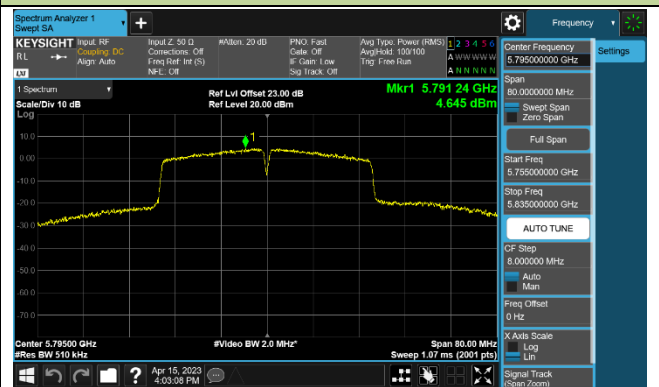 Spectrum Analyzer 1
Swept SA
Frequency
KEYSIGHT
RL
LXI
Input: RF
Coupling: DC
Align: Auto
Input Z: 50 Ω
Corrections: Off
Freq Ref: Int (S)
NFE: Off
#Atten: 20 dB
PNO: Fast
Gate: Off
IF Gain: Low
Sig Track: Off
Avg Type: Power (RMS)
Avg|Hold: 100/100
Trig: Free Run
1 2 3 4 5 6
A W W W W W
A N N N N N
1 Spectrum
Scale/Div 10 dB
Log
Ref Lvl Offset 23.00 dB
Ref Level 20.00 dBm
Mkr1 5.791 24 GHz
4.645 dBm
1
10.0
0.00
-10.0
-20.0
-30.0
-40.0
-50.0
-60.0
-70.0
Center 5.79500 GHz
#Res BW 510 kHz
#Video BW 2.0 MHz*
Span 80.00 MHz
Sweep 1.07 ms (2001 pts)
Apr 15, 2023
4:03:08 PM
Center Frequency
5.795000000 GHz
Settings
Span
80.0000000 MHz
Swept Span
Zero Span
Full Span
Start Freq
5.755000000 GHz
Stop Freq
5.835000000 GHz
AUTO TUNE
CF Step
8.000000 MHz
Auto
Man
Freq Offset
0 Hz
X Axis Scale
Log
Lin
Signal Track
(Span Zoom)